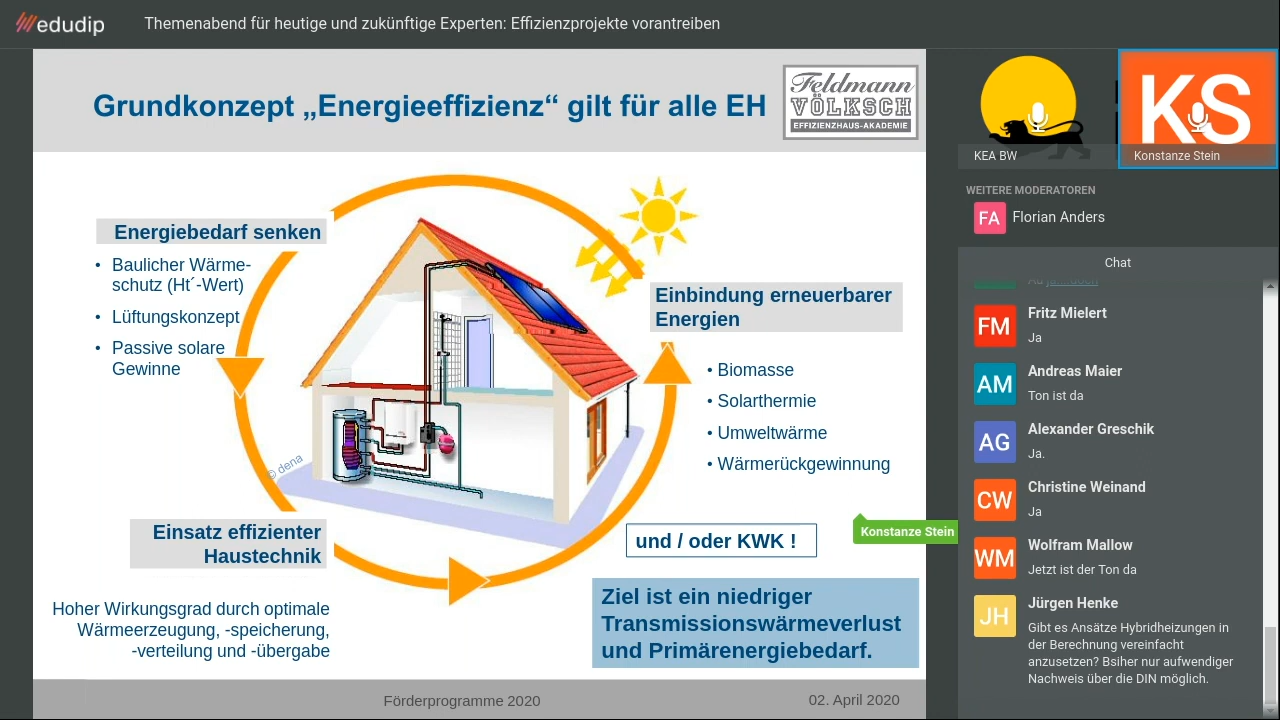 edudip
Themenabend für heutige und zukünftige Experten: Effizienzprojekte vorantreiben
Grundkonzept „Energieeffizienz“ gilt für alle EH
Feldmann
VÖLKSCH
EFFIZIENZHAUS-AKADEMIE
Energiebedarf senken
• Baulicher Wärme-
schutz (Ht´-Wert)
• Lüftungskonzept
• Passive solare
Gewinne
Einbindung erneuerbarer
Energien
• Biomasse
• Solarthermie
• Umweltwärme
• Wärmerückgewinnung
© dena
Einsatz effizienter
Haustechnik
Hoher Wirkungsgrad durch optimale
Wärmeerzeugung, -speicherung,
-verteilung und -übergabe
und / oder KWK !
Konstanze Stein
Ziel ist ein niedriger
Transmissionswärmeverlust
und Primärenergiebedarf.
Förderprogramme 2020
02. April 2020
KS
KEA BW
Konstanze Stein
WEITERE MODERATOREN
FA
Florian Anders
Chat
FM
Fritz Mielert
Ja
AM
Andreas Maier
Ton ist da
AG
Alexander Greschik
Ja.
CW
Christine Weinand
Ja
WM
Wolfram Mallow
Jetzt ist der Ton da
JH
Jürgen Henke
Gibt es Ansätze Hybridheizungen in
der Berechnung vereinfacht
anzusetzen? Bsiher nur aufwendiger
Nachweis über die DIN möglich.